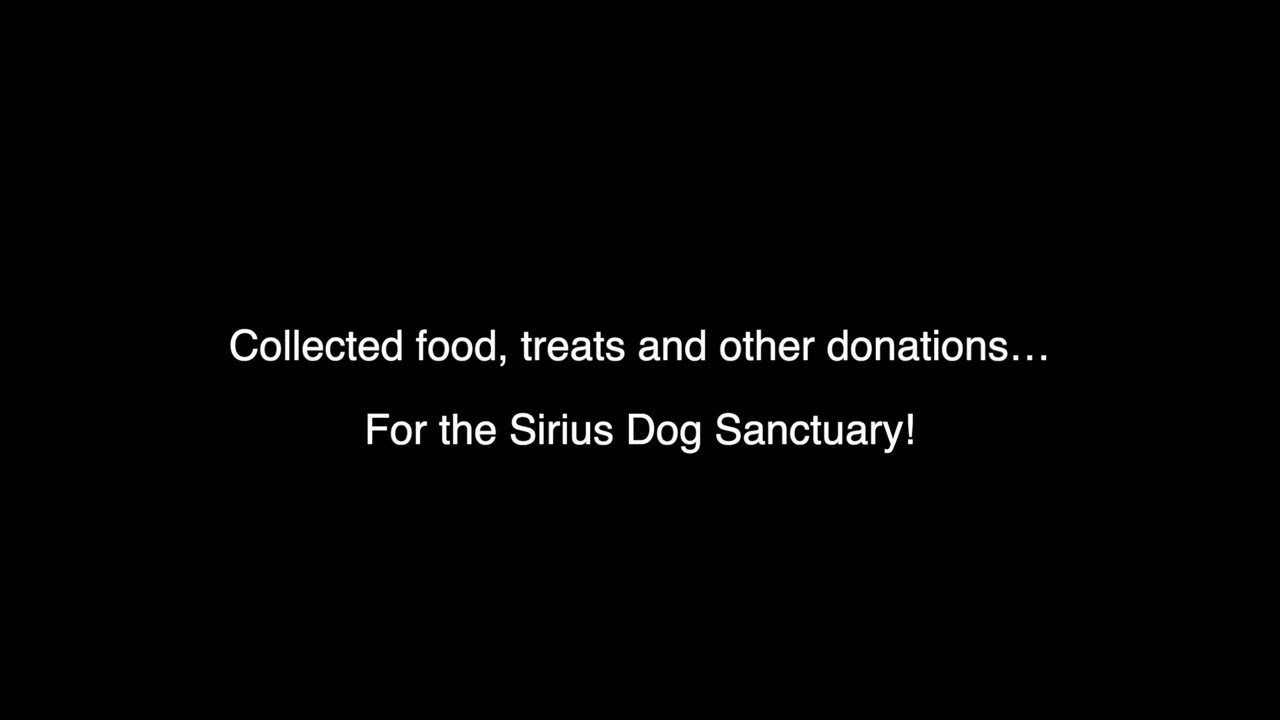 Collected food, treats and other donations…
For the Sirius Dog Sanctuary!